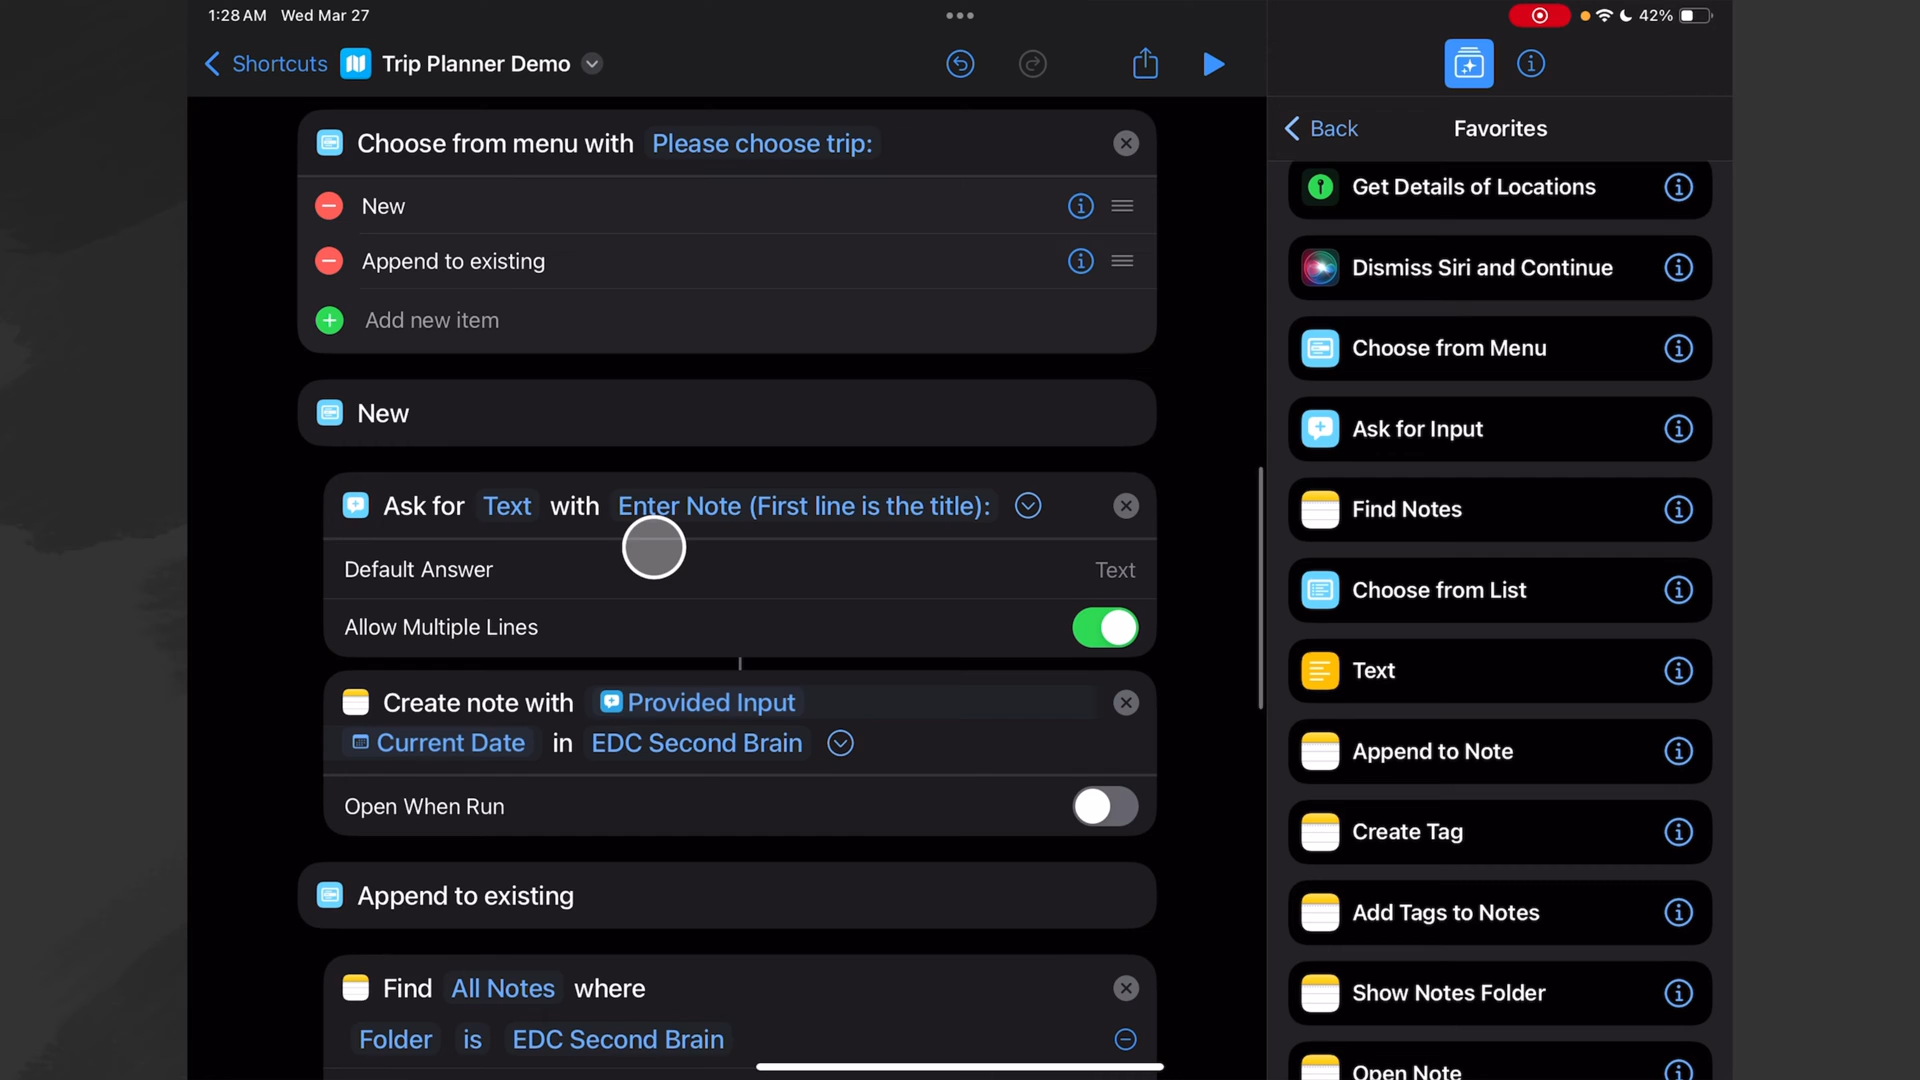 1:28 AM Wed Mar 27
42%
Shortcuts Trip Planner Demo
Choose from menu with Please choose trip:
New
Append to existing
Add new item
New
Ask for Text with Enter Note (First line is the title):
Default Answer Text
Allow Multiple Lines
Create note with Provided Input
Current Date in EDC Second Brain
Open When Run
Append to existing
Find All Notes where
Folder is EDC Second Brain
Back Favorites
Get Details of Locations
Dismiss Siri and Continue
Choose from Menu
Ask for Input
Find Notes
Choose from List
Text
Append to Note
Create Tag
Add Tags to Notes
Show Notes Folder
Open Note